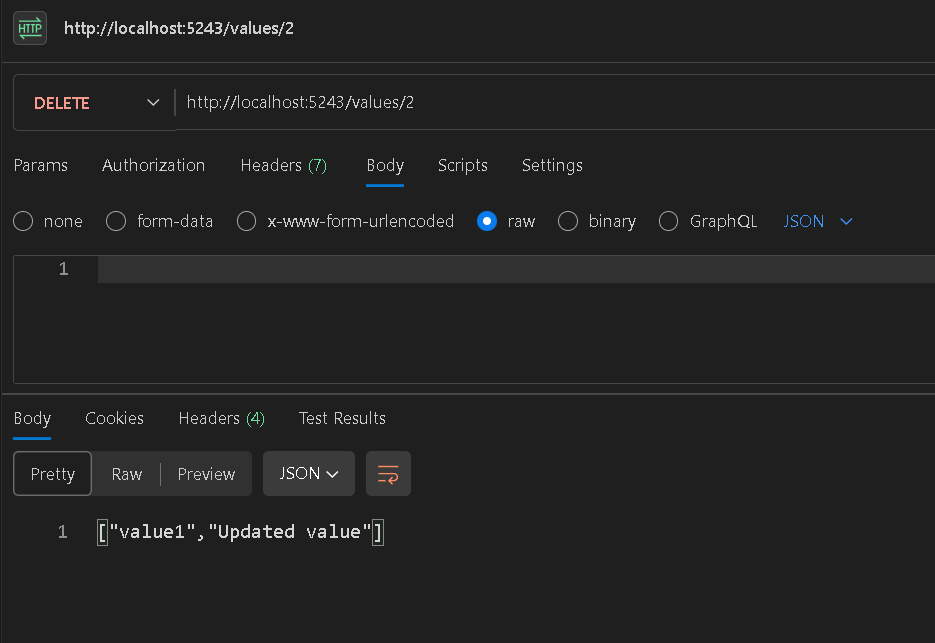 HTTP http://localhost:5243/values/2
DELETE http://localhost:5243/values/2
Params Authorization Headers (7) Body Scripts Settings
none form-data x-www-form-urlencoded raw binary GraphQL JSON
1
Body Cookies Headers (4) Test Results
Pretty Raw Preview JSON
1 ["value1","Updated value"]